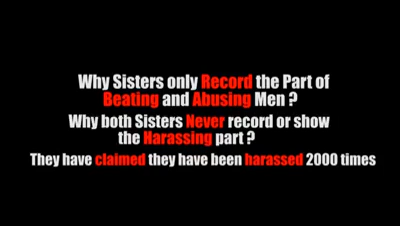 Why Sisters only Record the Part of
Beating and Abusing Men ?
Why both Sisters Never record or show
the Harassing part ?
They have claimed they have been harassed 2000 times